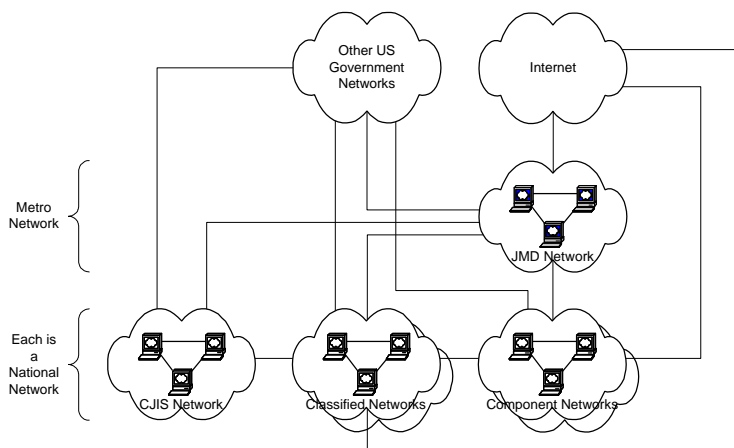 Other US
Government
Networks
Internet
Metro
Network
JMD Network
Each is
a
National
Network
CJIS Network
Classified Networks
Component Networks